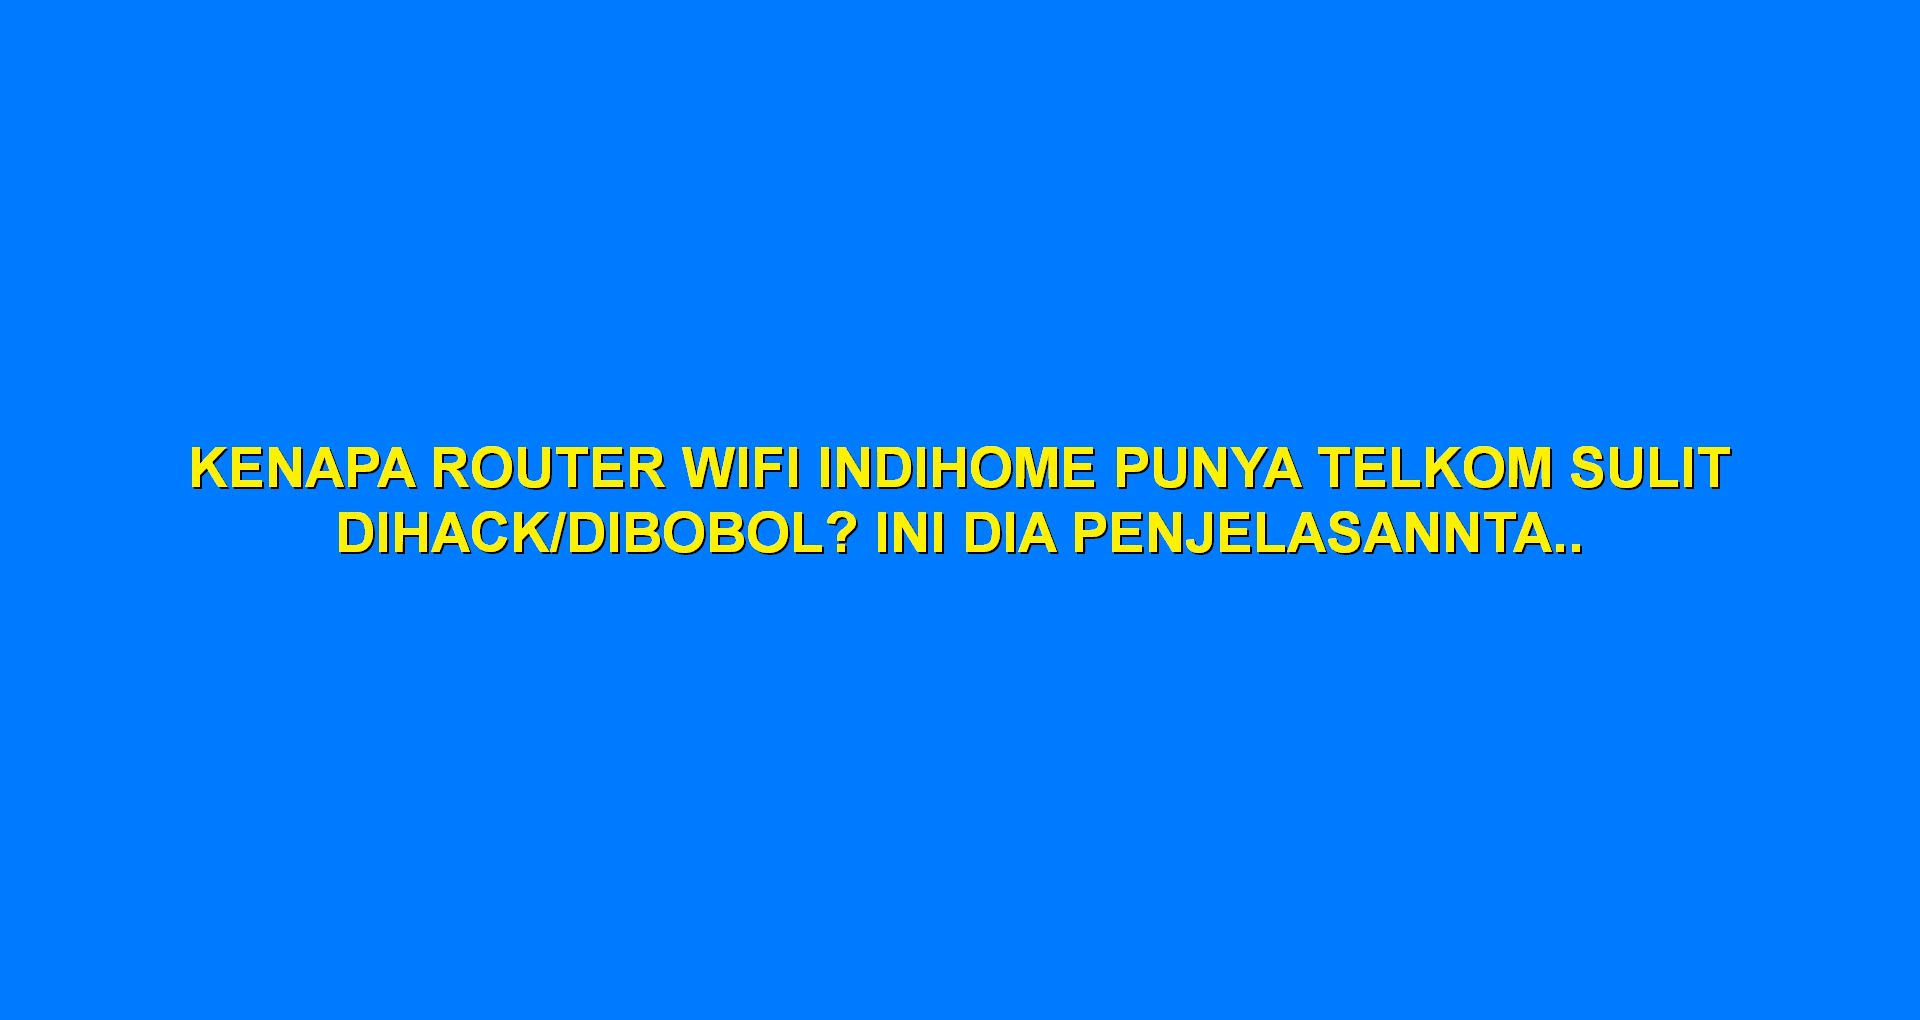 KENAPA ROUTER WIFI INDIHOME PUNYA TELKOM SULIT
DIHACK/DIBOBOL? INI DIA PENJELASANNTA..